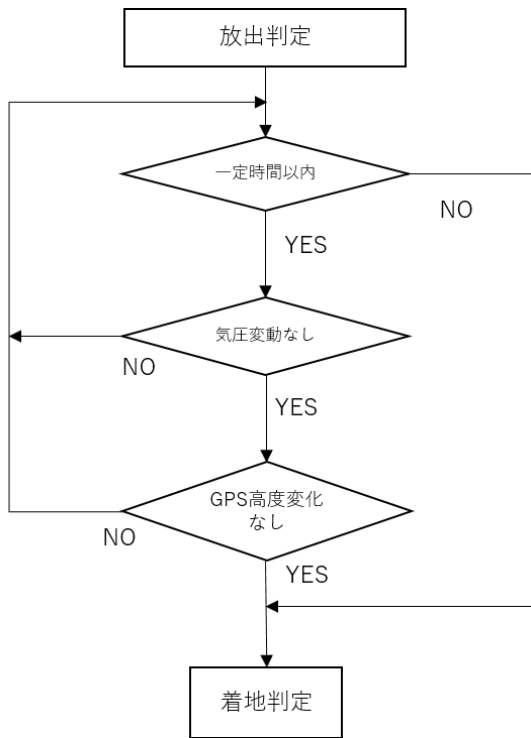 放出判定
一定時間以内
NO
YES
気圧変動なし
NO
YES
GPS高度変化
なし
NO
YES
着地判定